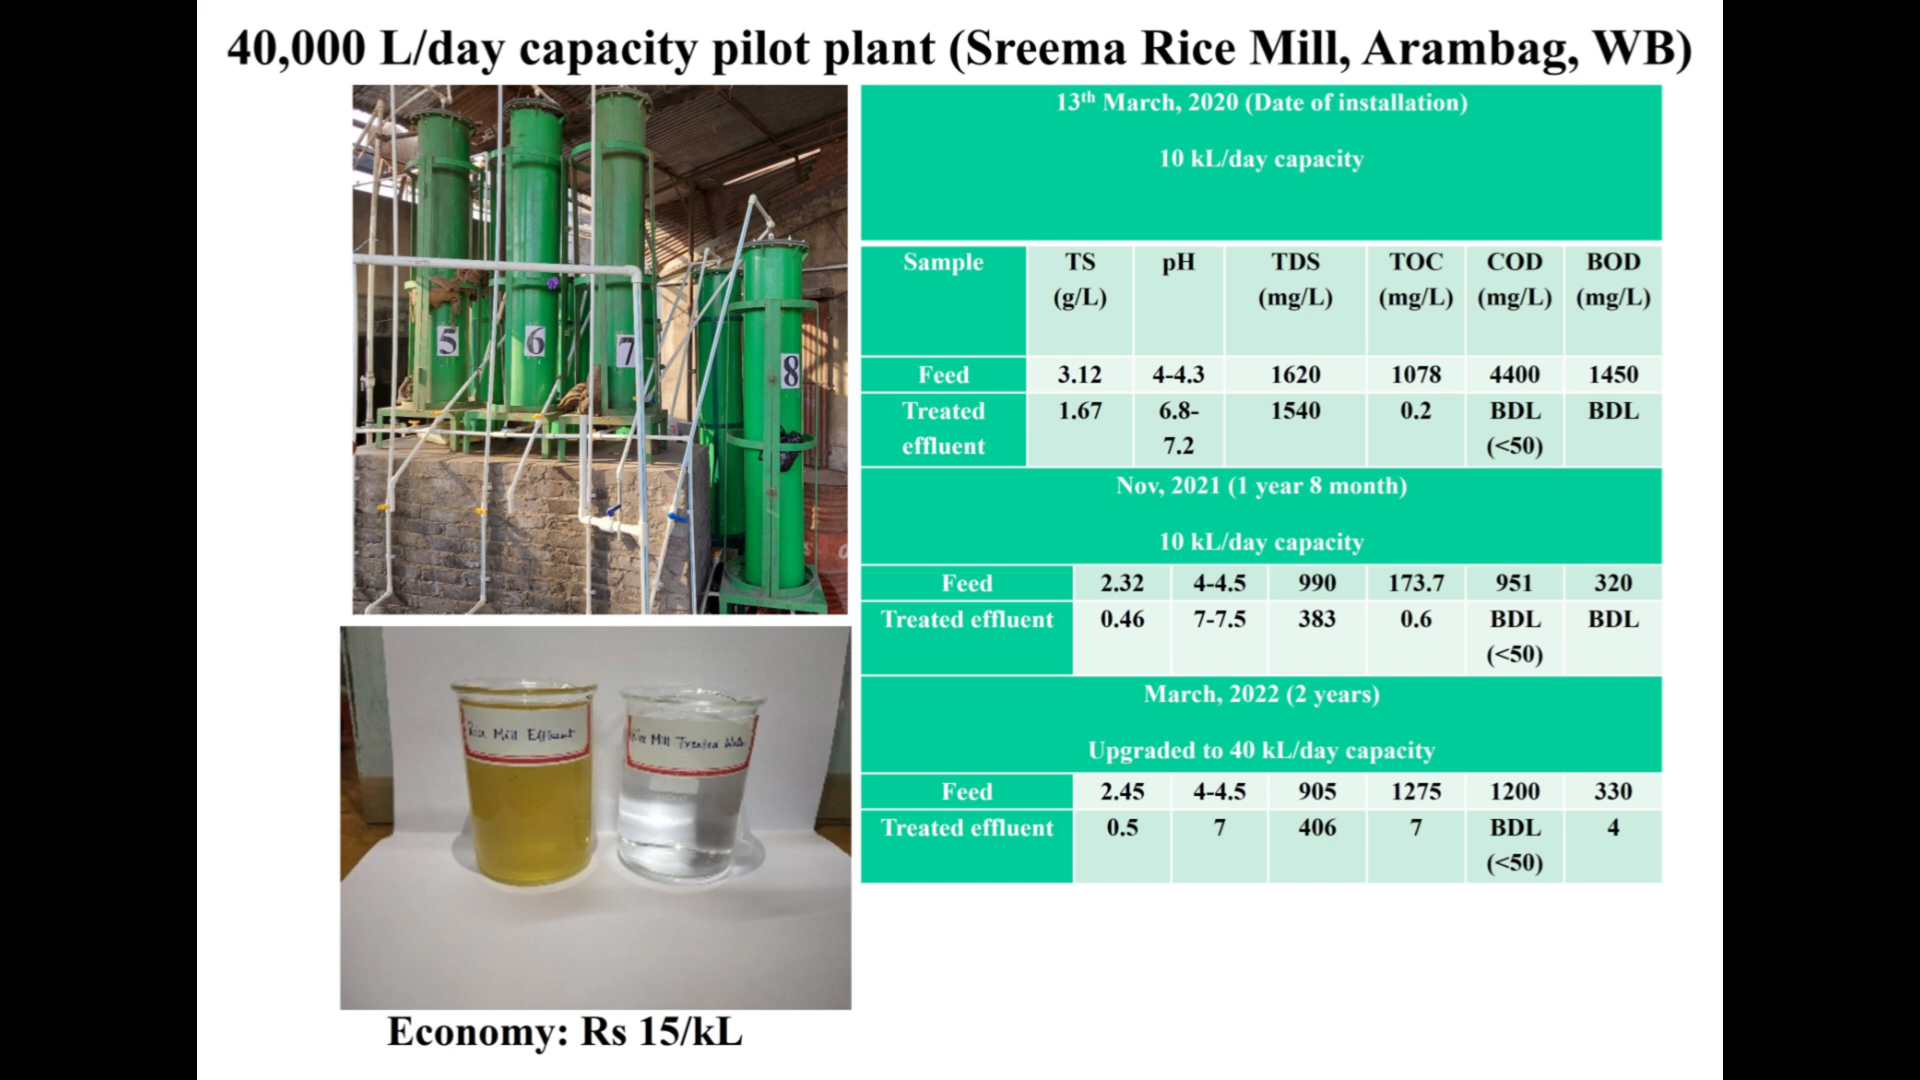 40,000 L/day capacity pilot plant (Sreema Rice Mill, Arambag, WB)
5
6
7
8
Rice Mill Effluent
Rice Mill Treated Water
Economy: Rs 15/kL
13th March, 2020 (Date of installation)
10 kL/day capacity
Sample TS (g/L) pH TDS (mg/L) TOC (mg/L) COD (mg/L) BOD (mg/L)
Feed 3.12 4-4.3 1620 1078 4400 1450
Treated effluent 1.67 6.8-7.2 1540 0.2 BDL (<50) BDL
Nov, 2021 (1 year 8 month)
10 kL/day capacity
Feed 2.32 4-4.5 990 173.7 951 320
Treated effluent 0.46 7-7.5 383 0.6 BDL (<50) BDL
March, 2022 (2 years)
Upgraded to 40 kL/day capacity
Feed 2.45 4-4.5 905 1275 1200 330
Treated effluent 0.5 7 406 7 BDL (<50) 4